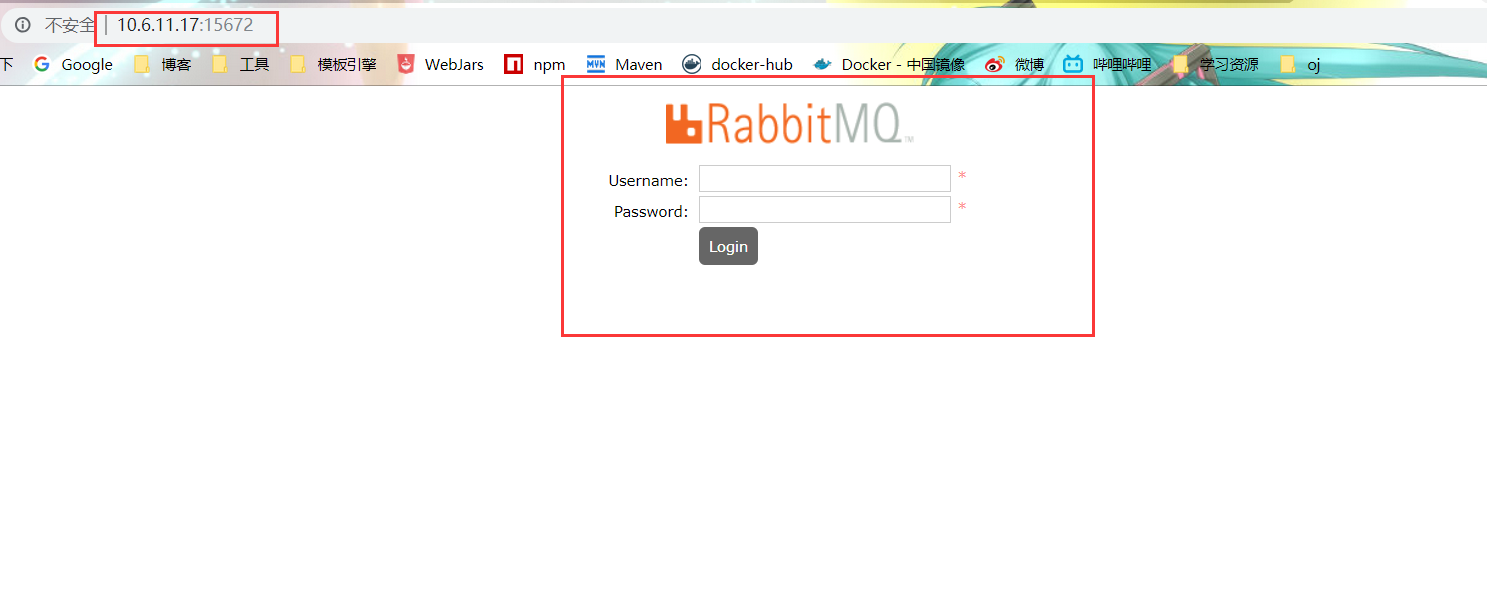 不安全 | 10.6.11.17:15672
下 Google 博客 工具 模板引擎 WebJars npm MVN Maven docker-hub Docker - 中国镜像 微博 哔哩哔哩 学习资源 oj
RabbitMQ TM
Username: *
Password: *
Login